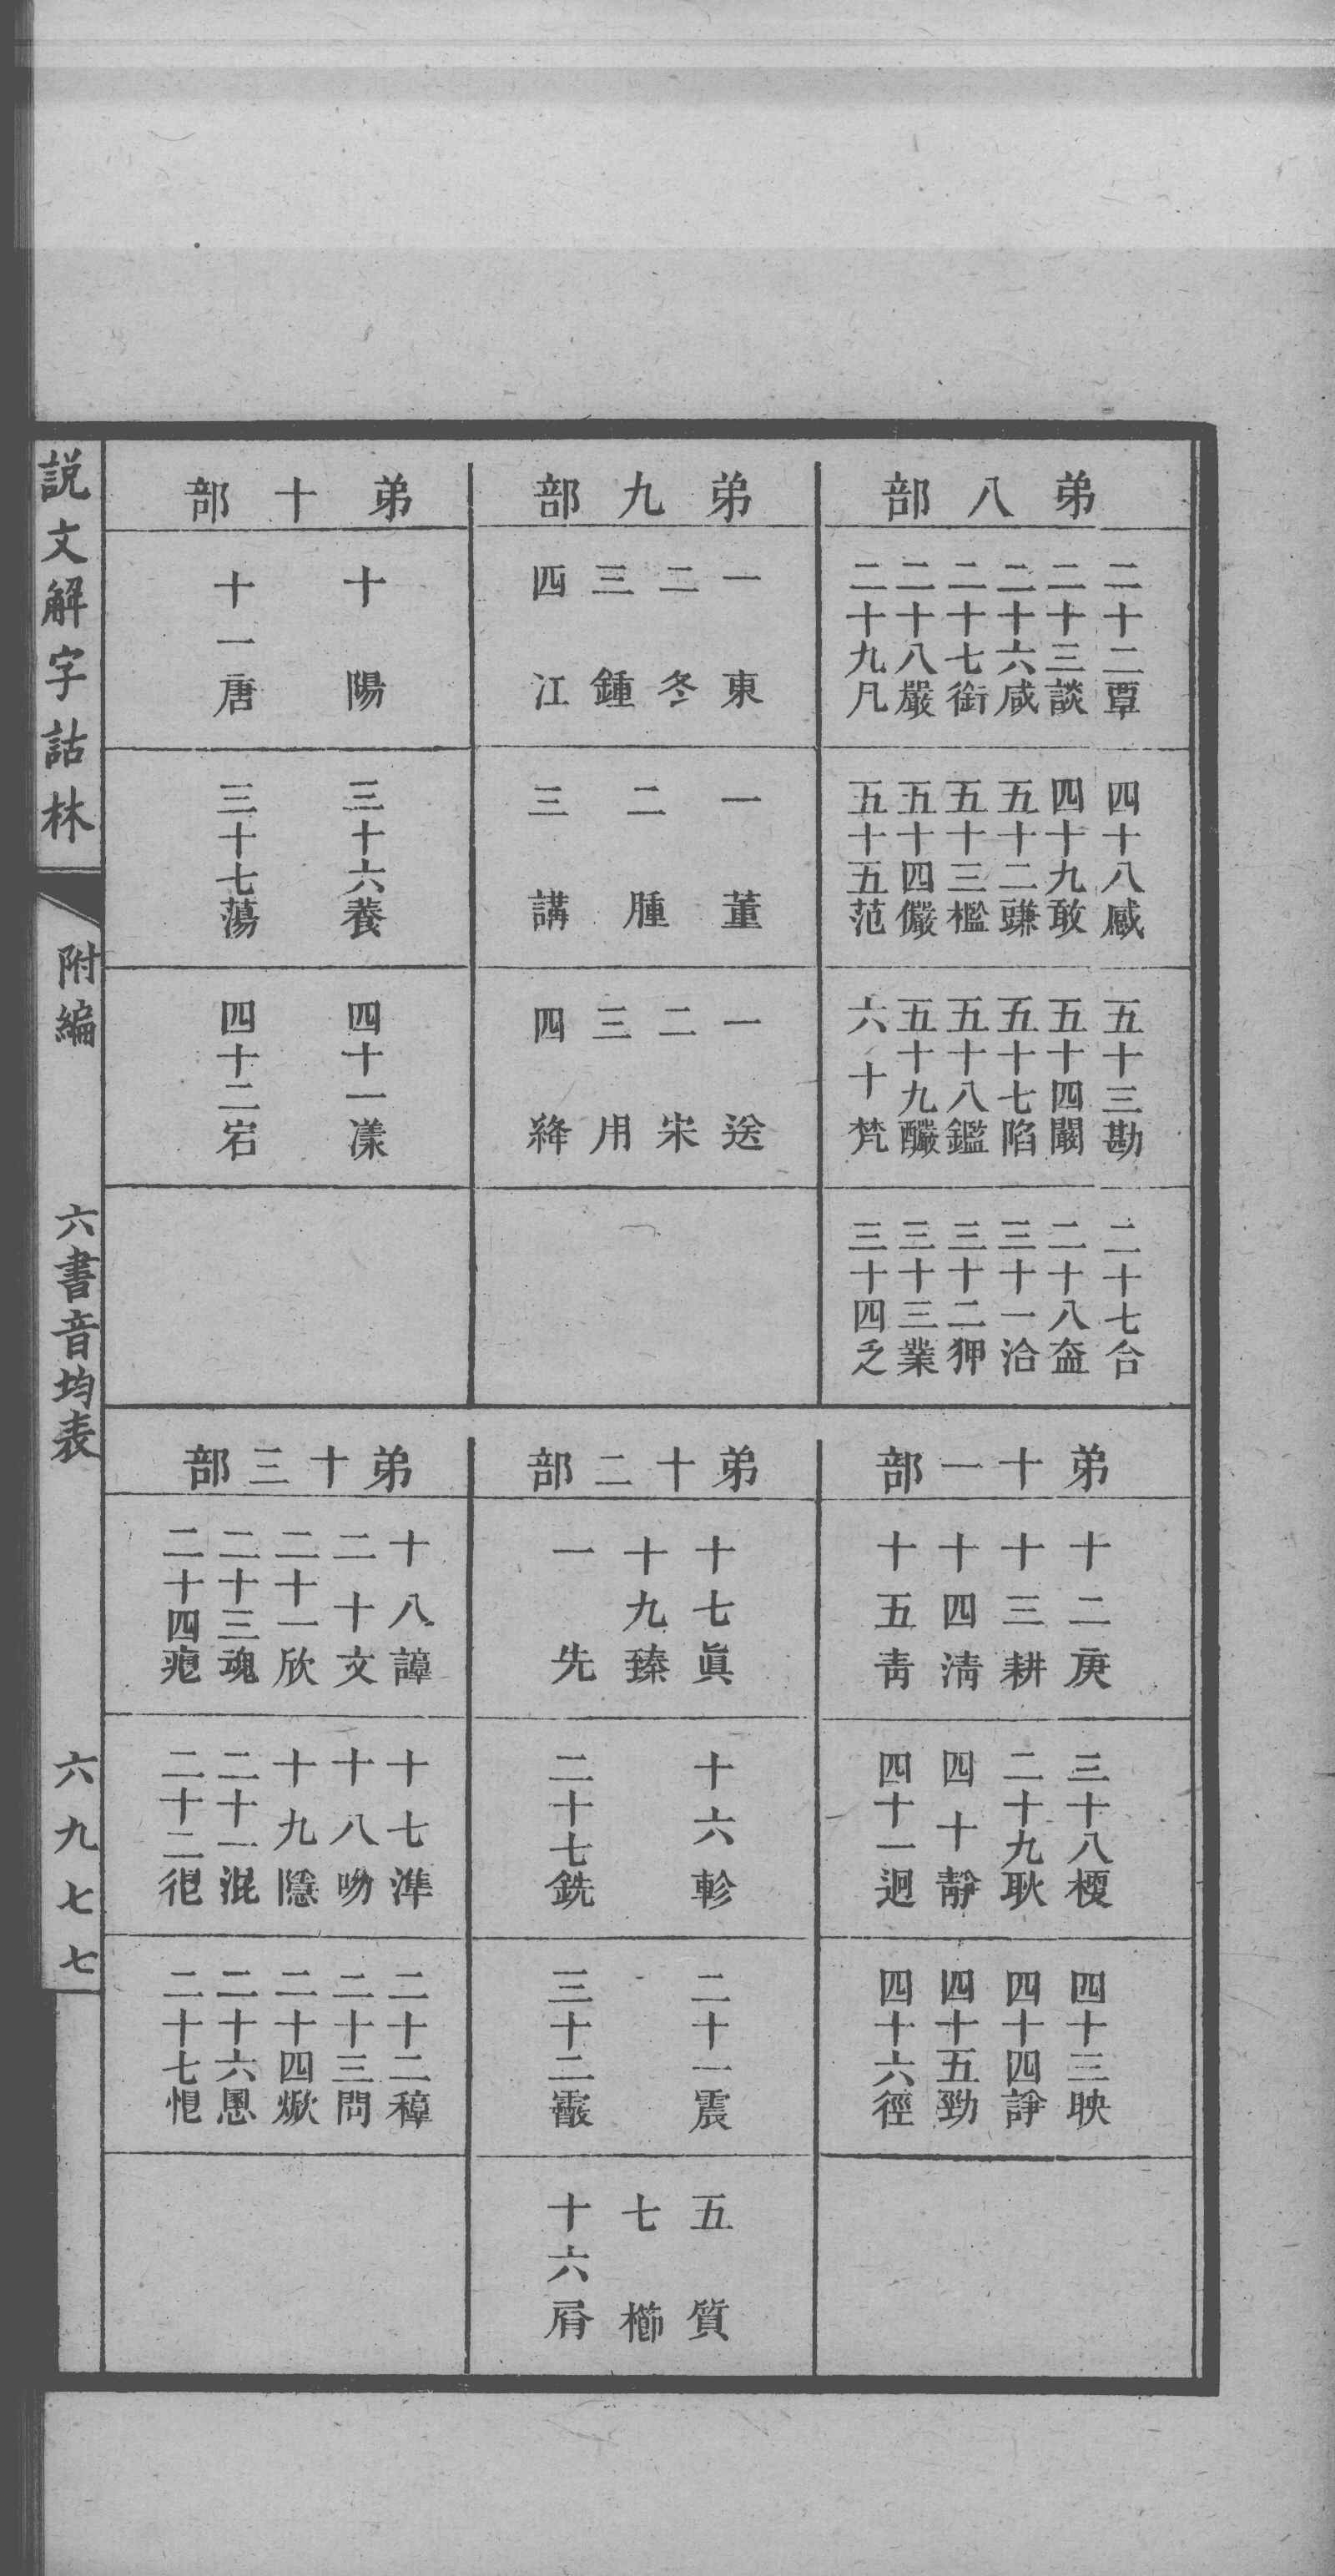 弟八部
二十二覃
二十三談
二十六咸
二十七銜
二十八嚴
二十九凡
四十八感
四十九敢
五十二豏
五十三檻
五十四儼
五十五范
五十三勘
五十四闞
五十七陷
五十八鑑
五十九釅
六十梵
二十七合
二十八盍
三十一洽
三十二狎
三十三業
三十四乏
弟九部
一東
二冬
三鍾
四江
一董
二腫
三講
一送
二宋
三用
四絳
弟十部
十陽
十一唐
三十六養
三十七蕩
四十一漾
四十二宕
弟十一部
十二庚
十三耕
十四淸
十五靑
三十八梗
二十九耿
四十靜
四十一迥
四十三映
四十四諍
四十五勁
四十六徑
弟十二部
十七眞
十九臻
一先
十六軫
二十七銑
二十一震
三十二霰
五質
七櫛
十六屑
弟十三部
十八諄
二十文
二十一欣
二十三魂
二十四痕
十七準
十八吻
十九隱
二十一混
二十二很
二十二稕
二十三問
二十四焮
二十六慁
二十七恨
説文解字詁林
附編
六書音均表
六九七七